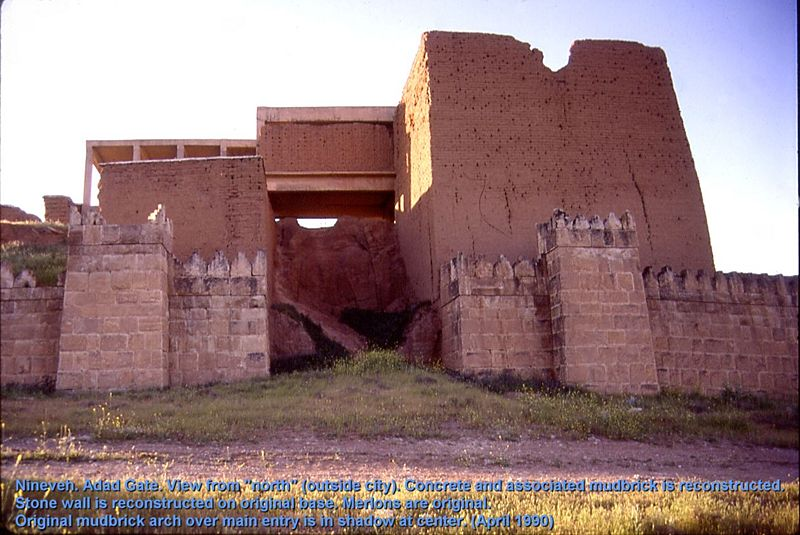 Nineveh. Adad Gate. View from "north" (outside city). Concrete and associated mudbrick is reconstructed.
Stone wall is reconstructed on original base. Merlons are original.
Original mudbrick arch over main entry is in shadow at center. (April 1990)